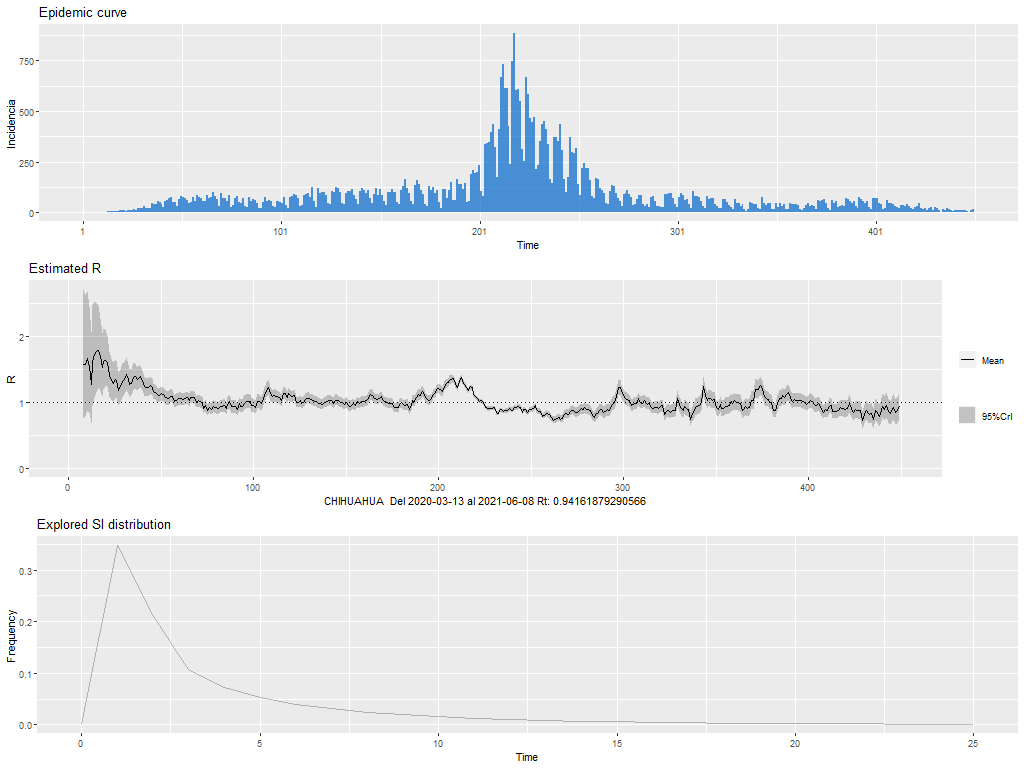 Epidemic curve
Incidencia
750
500
250
0
1 101 201 301 401
Time
Estimated R
R
2
1
0
0 100 200 300 400
CHIHUAHUA Del 2020-03-13 al 2021-06-08 Rt: 0.94161879290566
Mean
95%CrI
Explored SI distribution
Frequency
0.3
0.2
0.1
0.0
0 5 10 15 20 25
Time